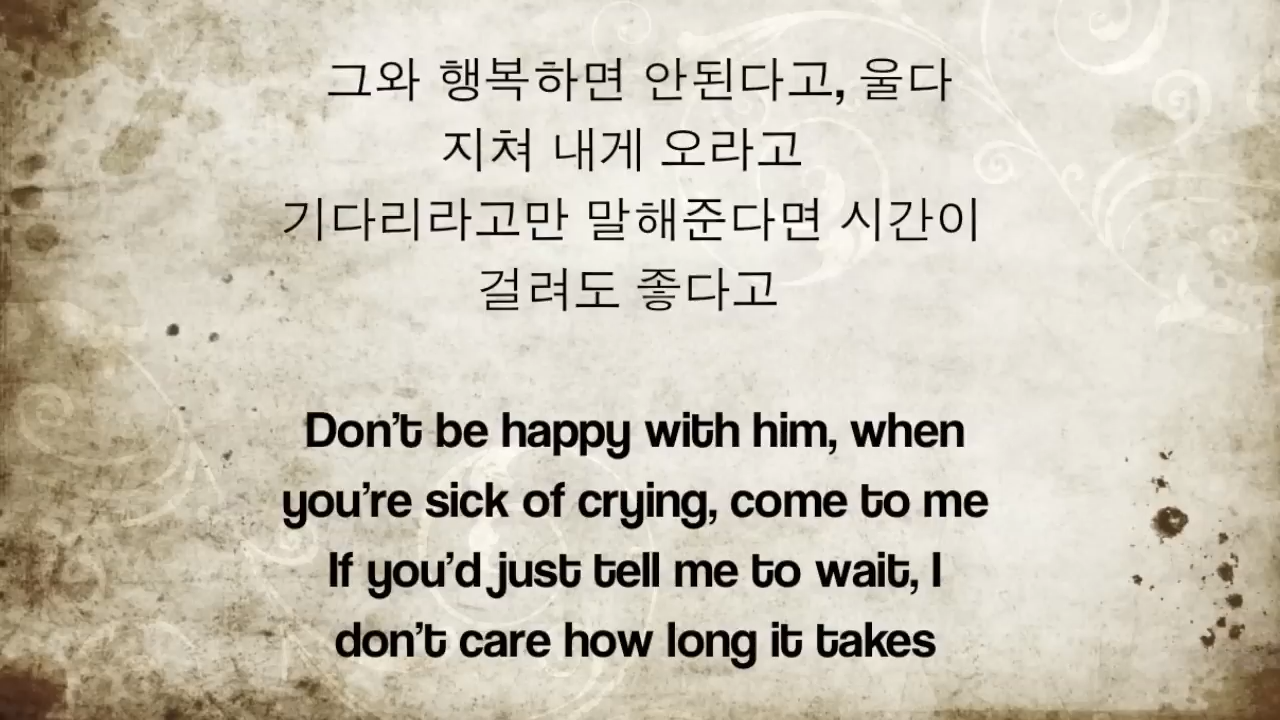 그와 행복하면 안된다고, 울다
지쳐 내게 오라고
기다리라고만 말해준다면 시간이
걸려도 좋다고
Don't be happy with him, when
you're sick of crying, come to me
If you'd just tell me to wait, I
don't care how long it takes